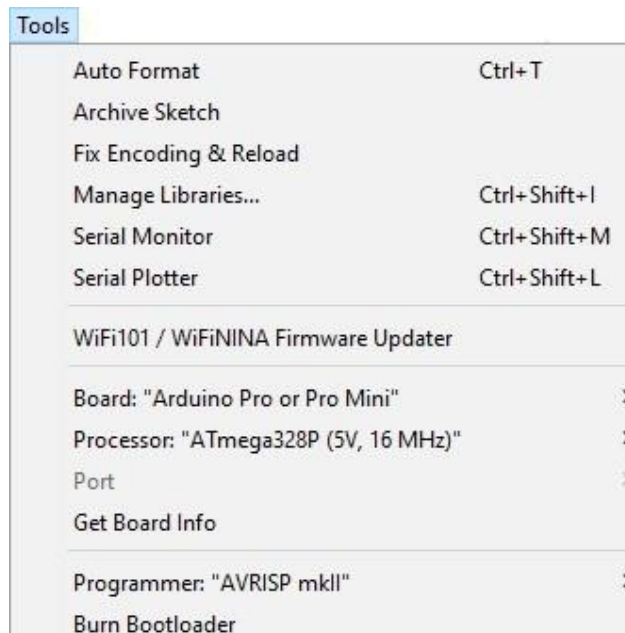 Tools
Auto Format Ctrl+T
Archive Sketch
Fix Encoding & Reload
Manage Libraries... Ctrl+Shift+I
Serial Monitor Ctrl+Shift+M
Serial Plotter Ctrl+Shift+L
WiFi101 / WiFiNINA Firmware Updater
Board: "Arduino Pro or Pro Mini"
Processor: "ATmega328P (5V, 16 MHz)"
Port
Get Board Info
Programmer: "AVRISP mkII"
Burn Bootloader